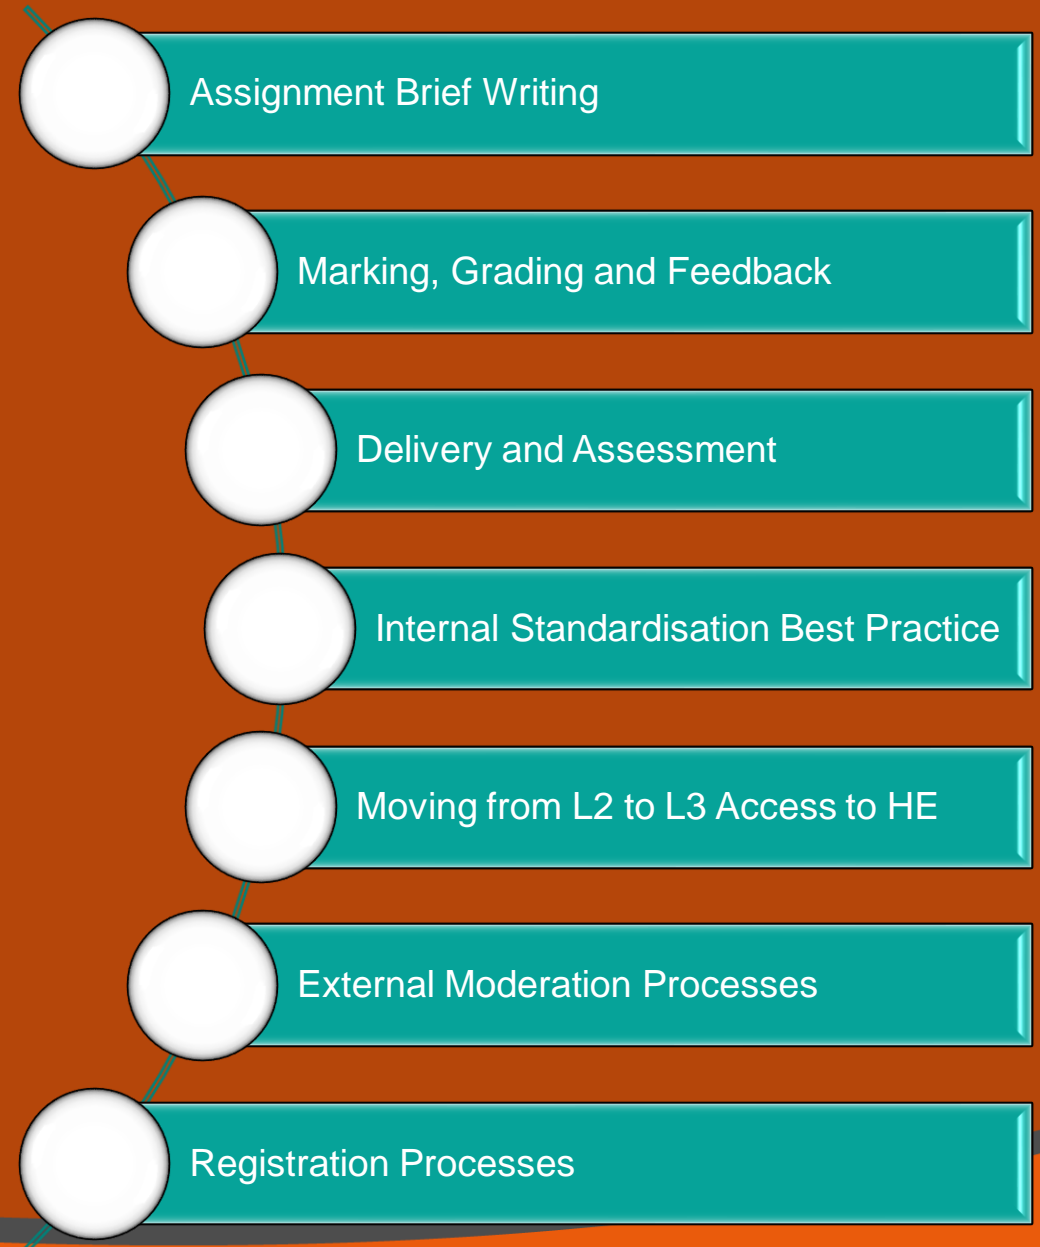 Assignment Brief Writing
Marking, Grading and Feedback
Delivery and Assessment
Internal Standardisation Best Practice
Moving from L2 to L3 Access to HE
External Moderation Processes
Registration Processes